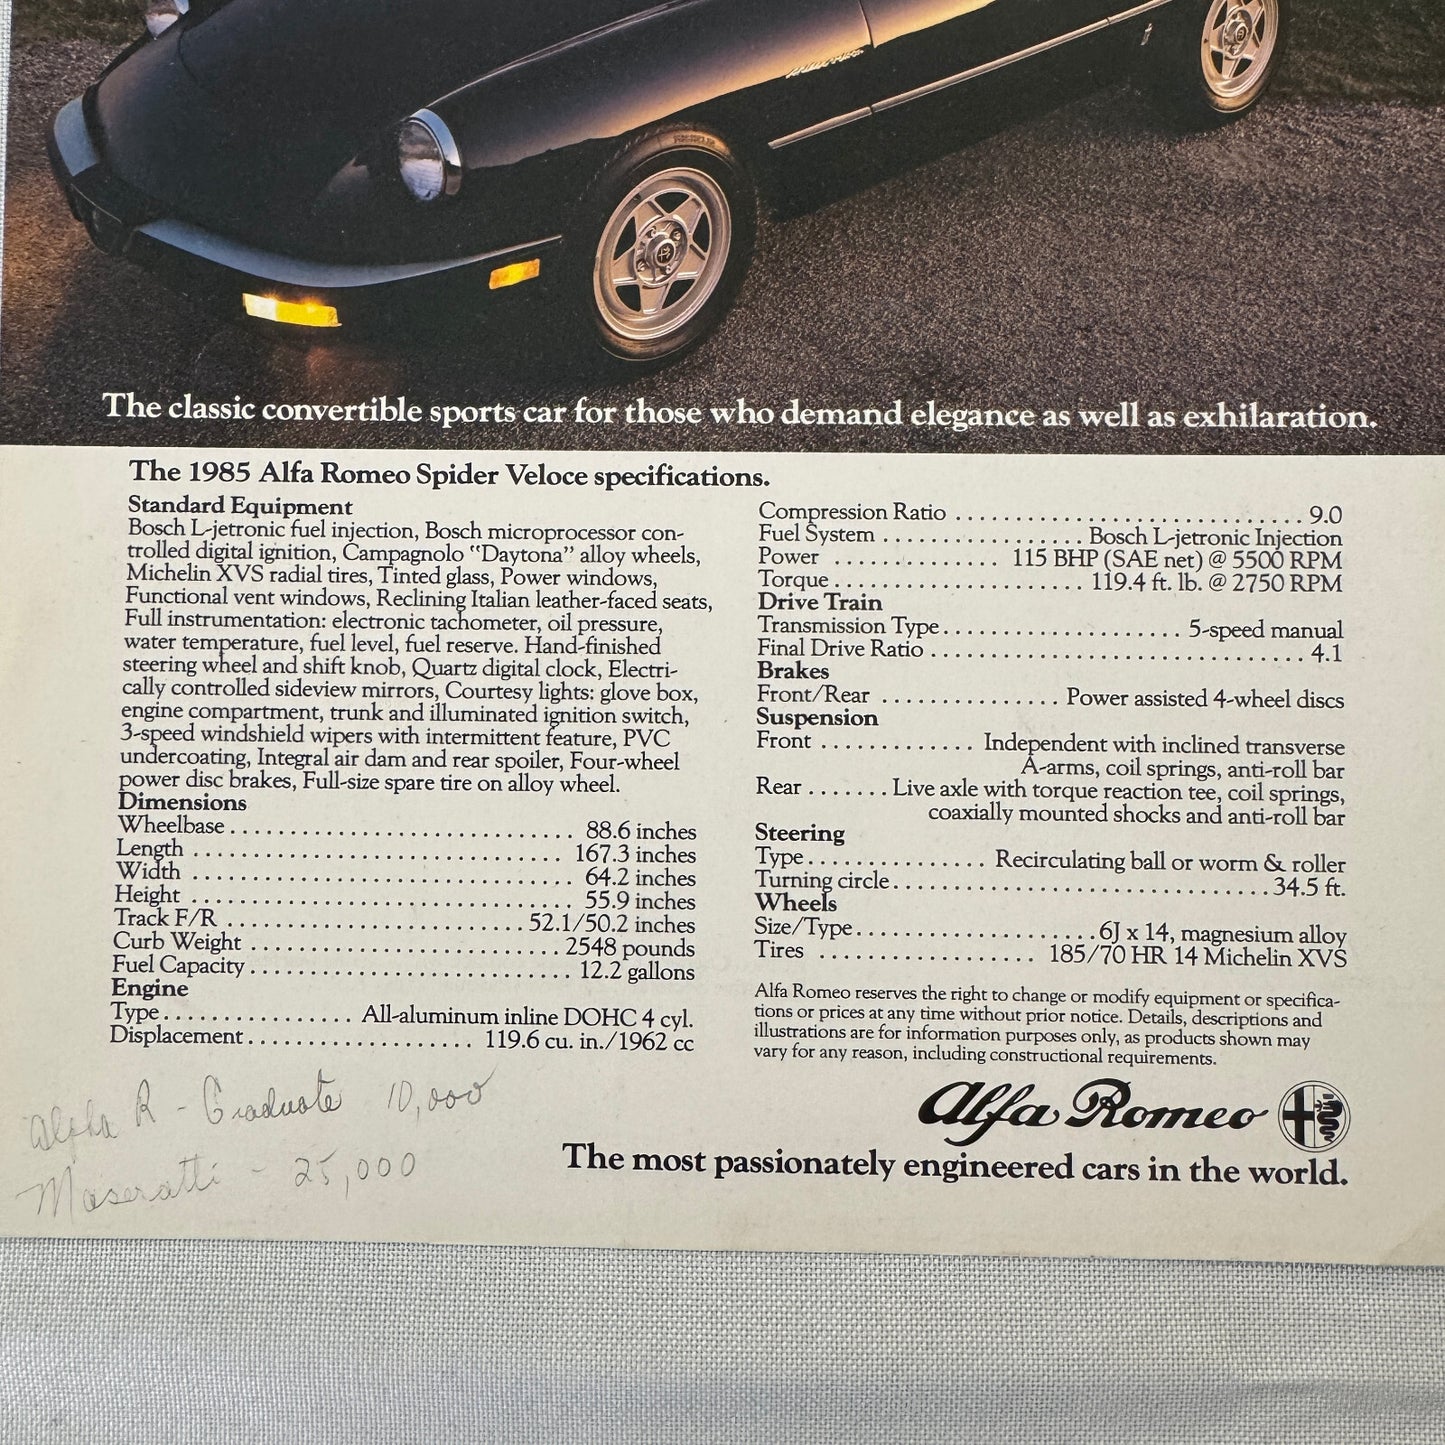 The classic convertible sports car for those who demand elegance as well as exhilaration.
The 1985 Alfa Romeo Spider Veloce specifications.
Standard Equipment
Bosch L-jetronic fuel injection, Bosch microprocessor con-
trolled digital ignition, Campagnolo "Daytona" alloy wheels,
Michelin XVS radial tires, Tinted glass, Power windows,
Functional vent windows, Reclining Italian leather-faced seats,
Full instrumentation: electronic tachometer, oil pressure,
water temperature, fuel level, fuel reserve. Hand-finished
steering wheel and shift knob, Quartz digital clock, Electri-
cally controlled sideview mirrors, Courtesy lights: glove box,
engine compartment, trunk and illuminated ignition switch,
3-speed windshield wipers with intermittent feature, PVC
undercoating, Integral air dam and rear spoiler, Four-wheel
power disc brakes, Full-size spare tire on alloy wheel.
Dimensions
Wheelbase . . . . . . . . . . 88.6 inches
Length . . . . . . . . . . 167.3 inches
Width . . . . . . . . . . 64.2 inches
Height . . . . . . . . . . 55.9 inches
Track F/R . . . . . . . . . . 52.1/50.2 inches
Curb Weight . . . . . . . . . . 2548 pounds
Fuel Capacity . . . . . . . . . . 12.2 gallons
Engine
Type . . . . . . . . . . All-aluminum inline DOHC 4 cyl.
Displacement . . . . . . . . . . 119.6 cu. in./1962 cc
Compression Ratio . . . . . . . . . . 9.0
Fuel System . . . . . . . . . . Bosch L-jetronic Injection
Power . . . . . . . . . . 115 BHP (SAE net) @ 5500 RPM
Torque . . . . . . . . . . 119.4 ft. lb. @ 2750 RPM
Drive Train
Transmission Type . . . . . . . . . . 5-speed manual
Final Drive Ratio . . . . . . . . . . 4.1
Brakes
Front/Rear . . . . . . . . . . Power assisted 4-wheel discs
Suspension
Front . . . . . . . . . . Independent with inclined transverse
A-arms, coil springs, anti-roll bar
Rear . . . . . . . Live axle with torque reaction tee, coil springs,
coaxially mounted shocks and anti-roll bar
Steering
Type . . . . . . . . . . Recirculating ball or worm & roller
Turning circle . . . . . . . . . . 34.5 ft.
Wheels
Size/Type . . . . . . . . . . 6J x 14, magnesium alloy
Tires . . . . . . . . . . 185/70 HR 14 Michelin XVS
Alfa Romeo reserves the right to change or modify equipment or specifica-
tions or prices at any time without prior notice. Details, descriptions and
illustrations are for information purposes only, as products shown may
vary for any reason, including constructional requirements.
Alfa Romeo
The most passionately engineered cars in the world.
Alpha R - Graduate 10,000
Maseratti - 25,000